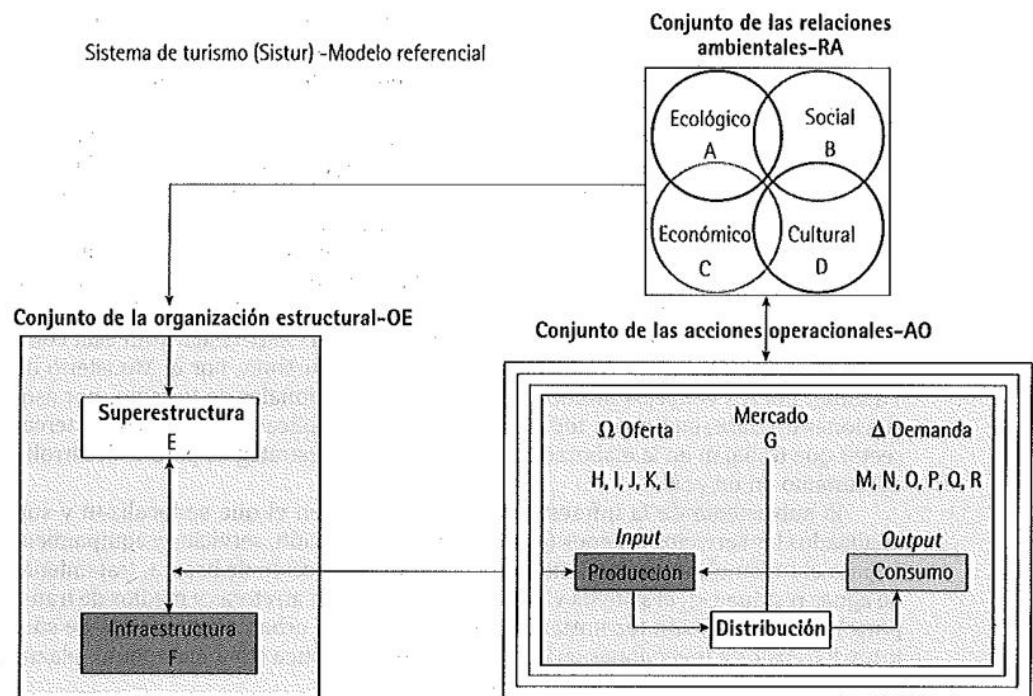 Conjunto de las relaciones
ambientales-RA
Sistema de turismo (Sistur) -Modelo referencial
Ecológico
A
Social
B
Económico
C
Cultural
D
Conjunto de la organización estructural-OE
Superestructura
E
Infraestructura
F
Conjunto de las acciones operacionales-AO
Ω Oferta
Mercado
G
Δ Demanda
H, I, J, K, L
M, N, O, P, Q, R
Input
Output
Producción
Consumo
Distribución